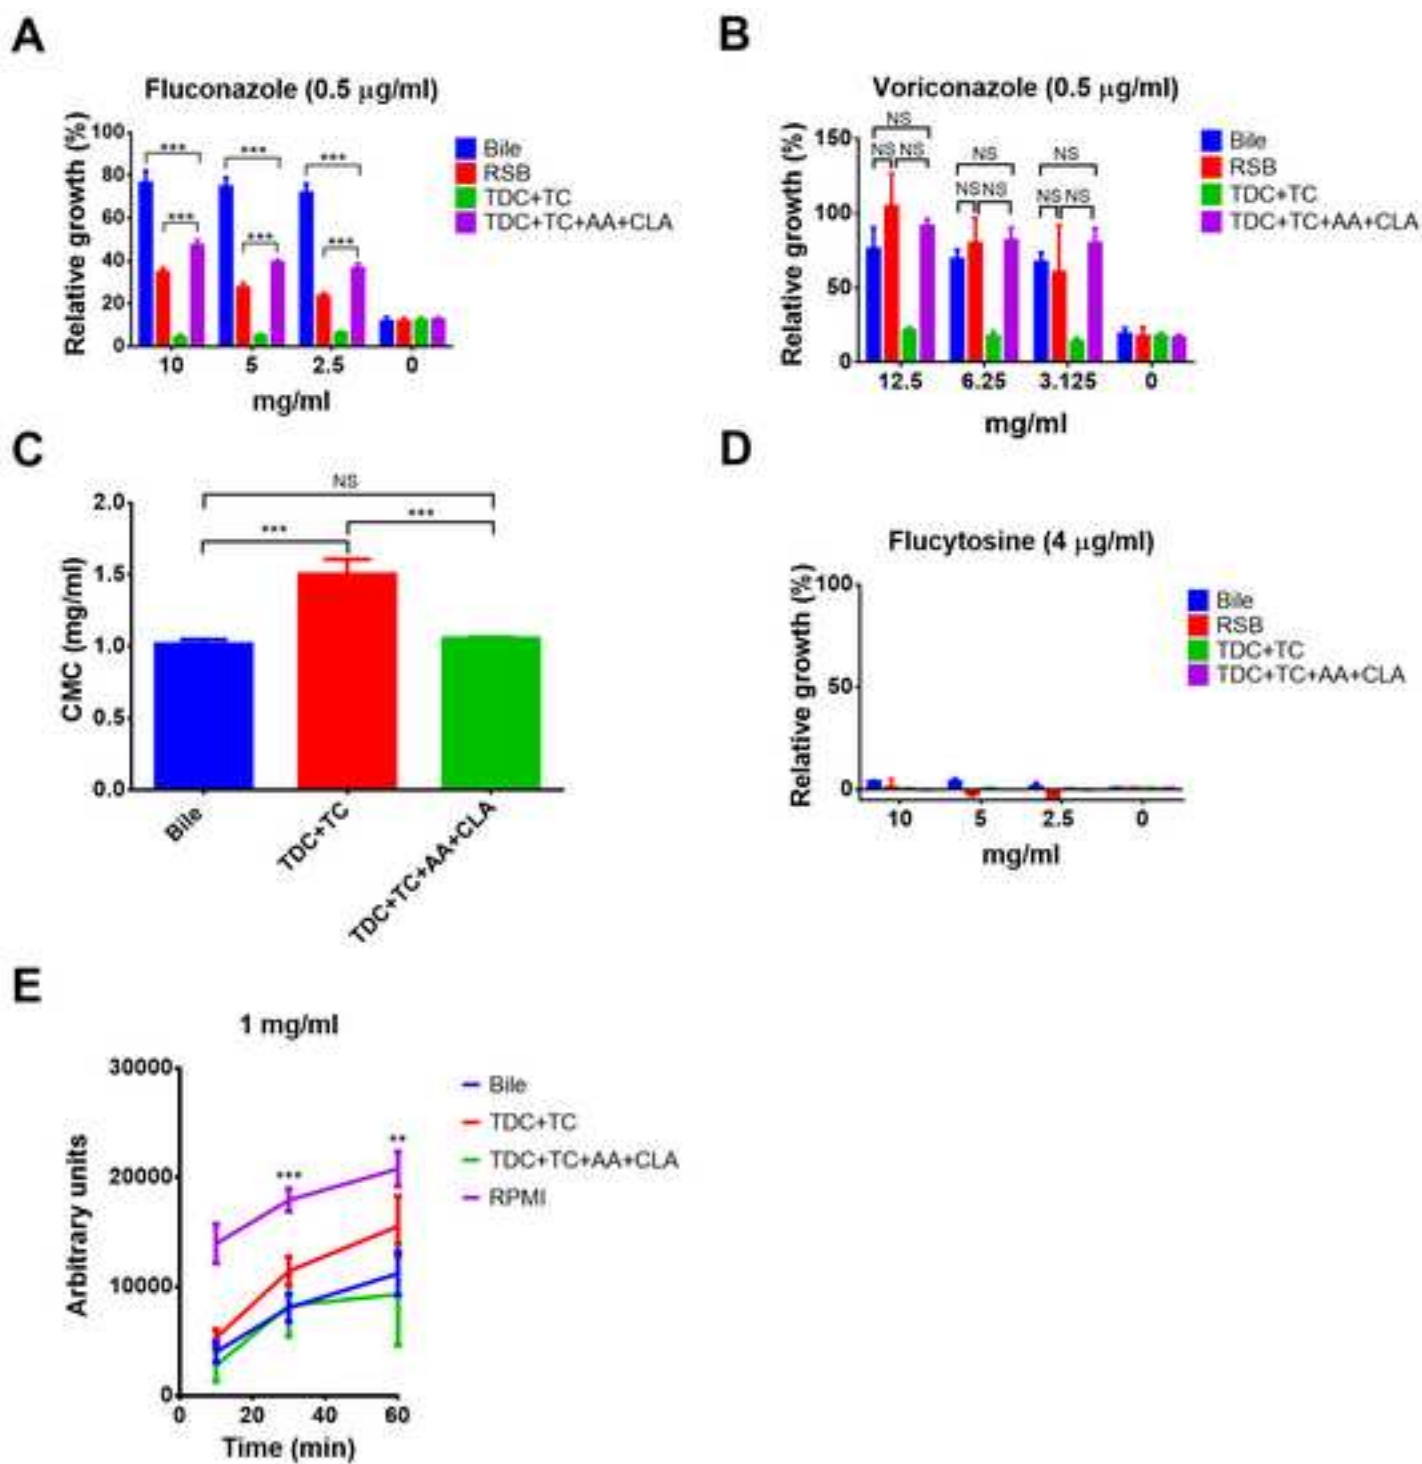 A
Fluconazole (0.5 µg/ml)
Relative growth (%)
100
80
60
40
20
0
***
***
***
***
***
***
10
5
2.5
0
mg/ml
Bile
RSB
TDC+TC
TDC+TC+AA+CLA
B
Voriconazole (0.5 µg/ml)
Relative growth (%)
150
100
50
0
NS
NS NS
NS
NS NS
NS
NS NS
12.5
6.25
3.125
0
mg/ml
Bile
RSB
TDC+TC
TDC+TC+AA+CLA
C
CMC (mg/ml)
2.0
1.5
1.0
0.5
0.0
NS
***
***
Bile
TDC+TC
TDC+TC+AA+CLA
D
Flucytosine (4 µg/ml)
Relative growth (%)
100
50
0
10
5
2.5
0
mg/ml
Bile
RSB
TDC+TC
TDC+TC+AA+CLA
E
1 mg/ml
Arbitrary units
30000
20000
10000
0
***
**
0
20
40
60
Time (min)
Bile
TDC+TC
TDC+TC+AA+CLA
RPMI